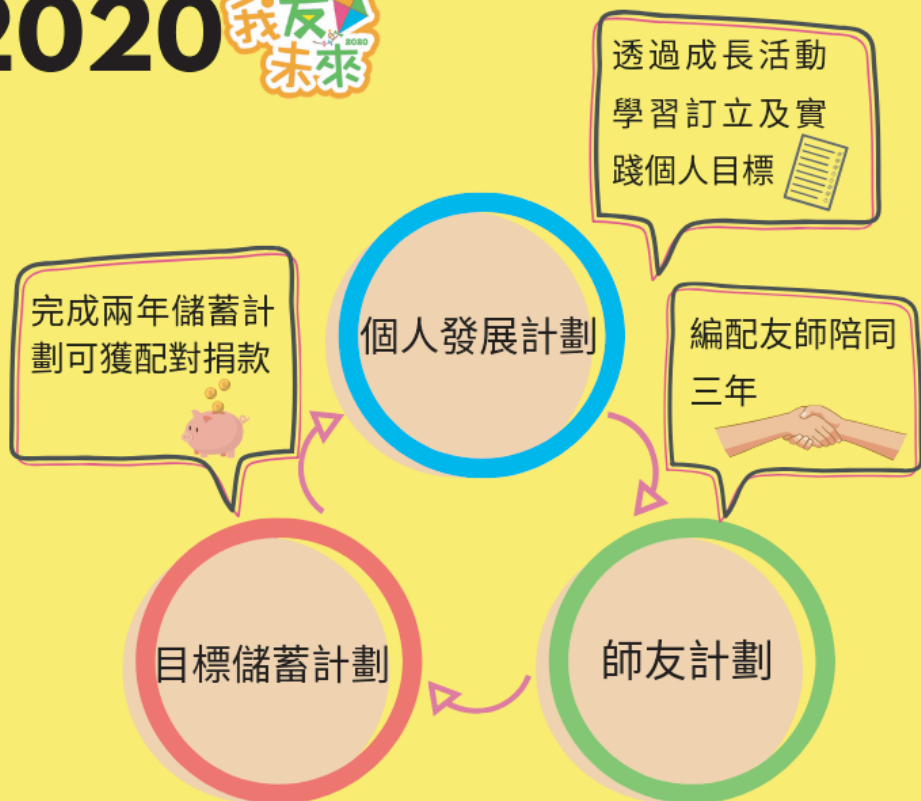 2020
我友
2020
未來
透過成長活動
學習訂立及實
踐個人目標
完成兩年儲蓄計
劃可獲配對捐款
個人發展計劃
編配友師陪同
三年
目標儲蓄計劃
師友計劃